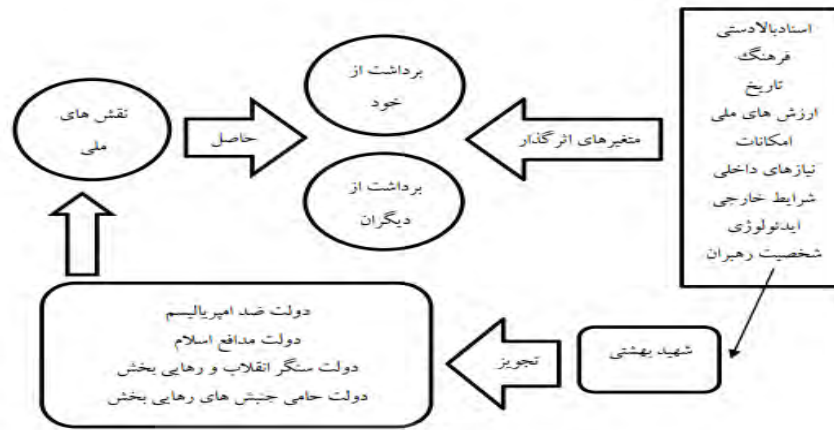 اسنادبالادستی
فرهنگ
تاریخ
ارزش های ملی
امکانات
نیازهای داخلی
شرایط خارجی
ایدئولوژی
شخصیت رهبران
متغیرهای اثرگذار
برداشت از
خود
برداشت از
دیگران
حاصل
نقش های
ملی
شهید بهشتی
تجویز
دولت ضد امپریالیسم
دولت مدافع اسلام
دولت سنگر انقلاب و رهایی بخش
دولت حامی جنبش های رهایی بخش